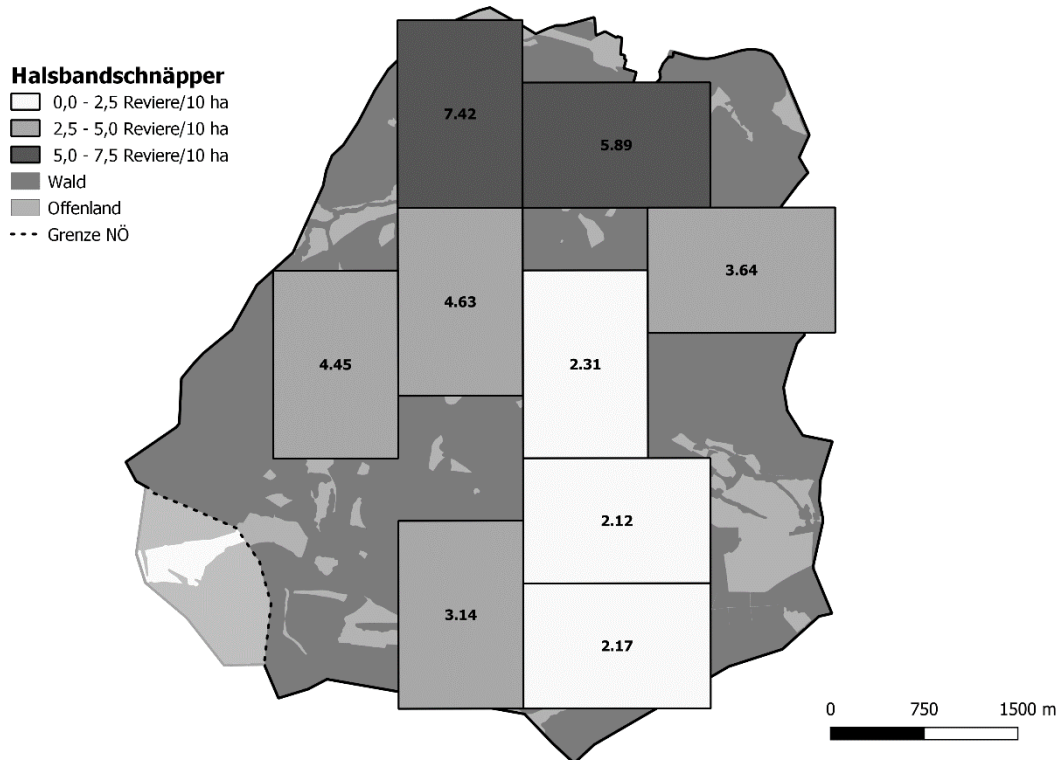 Halsbandschnäpper
0,0 - 2,5 Reviere/10 ha
2,5 - 5,0 Reviere/10 ha
5,0 - 7,5 Reviere/10 ha
Wald
Offenland
Grenze NÖ
7.42
5.89
3.64
4.63
4.45
2.31
2.12
3.14
2.17
0 750 1500 m